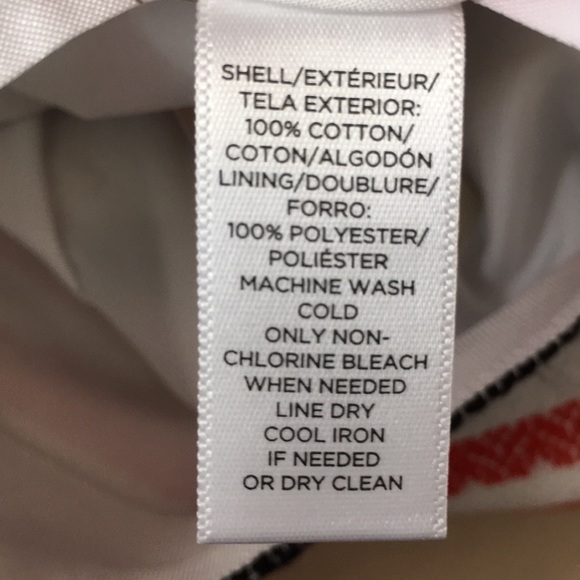 SHELL/EXTÉRIEUR/
TELA EXTERIOR:
100% COTTON/
COTON/ALGODÓN
LINING/DOUBLURE/
FORRO:
100% POLYESTER/
POLIÉSTER
MACHINE WASH
COLD
ONLY NON-
CHLORINE BLEACH
WHEN NEEDED
LINE DRY
COOL IRON
IF NEEDED
OR DRY CLEAN